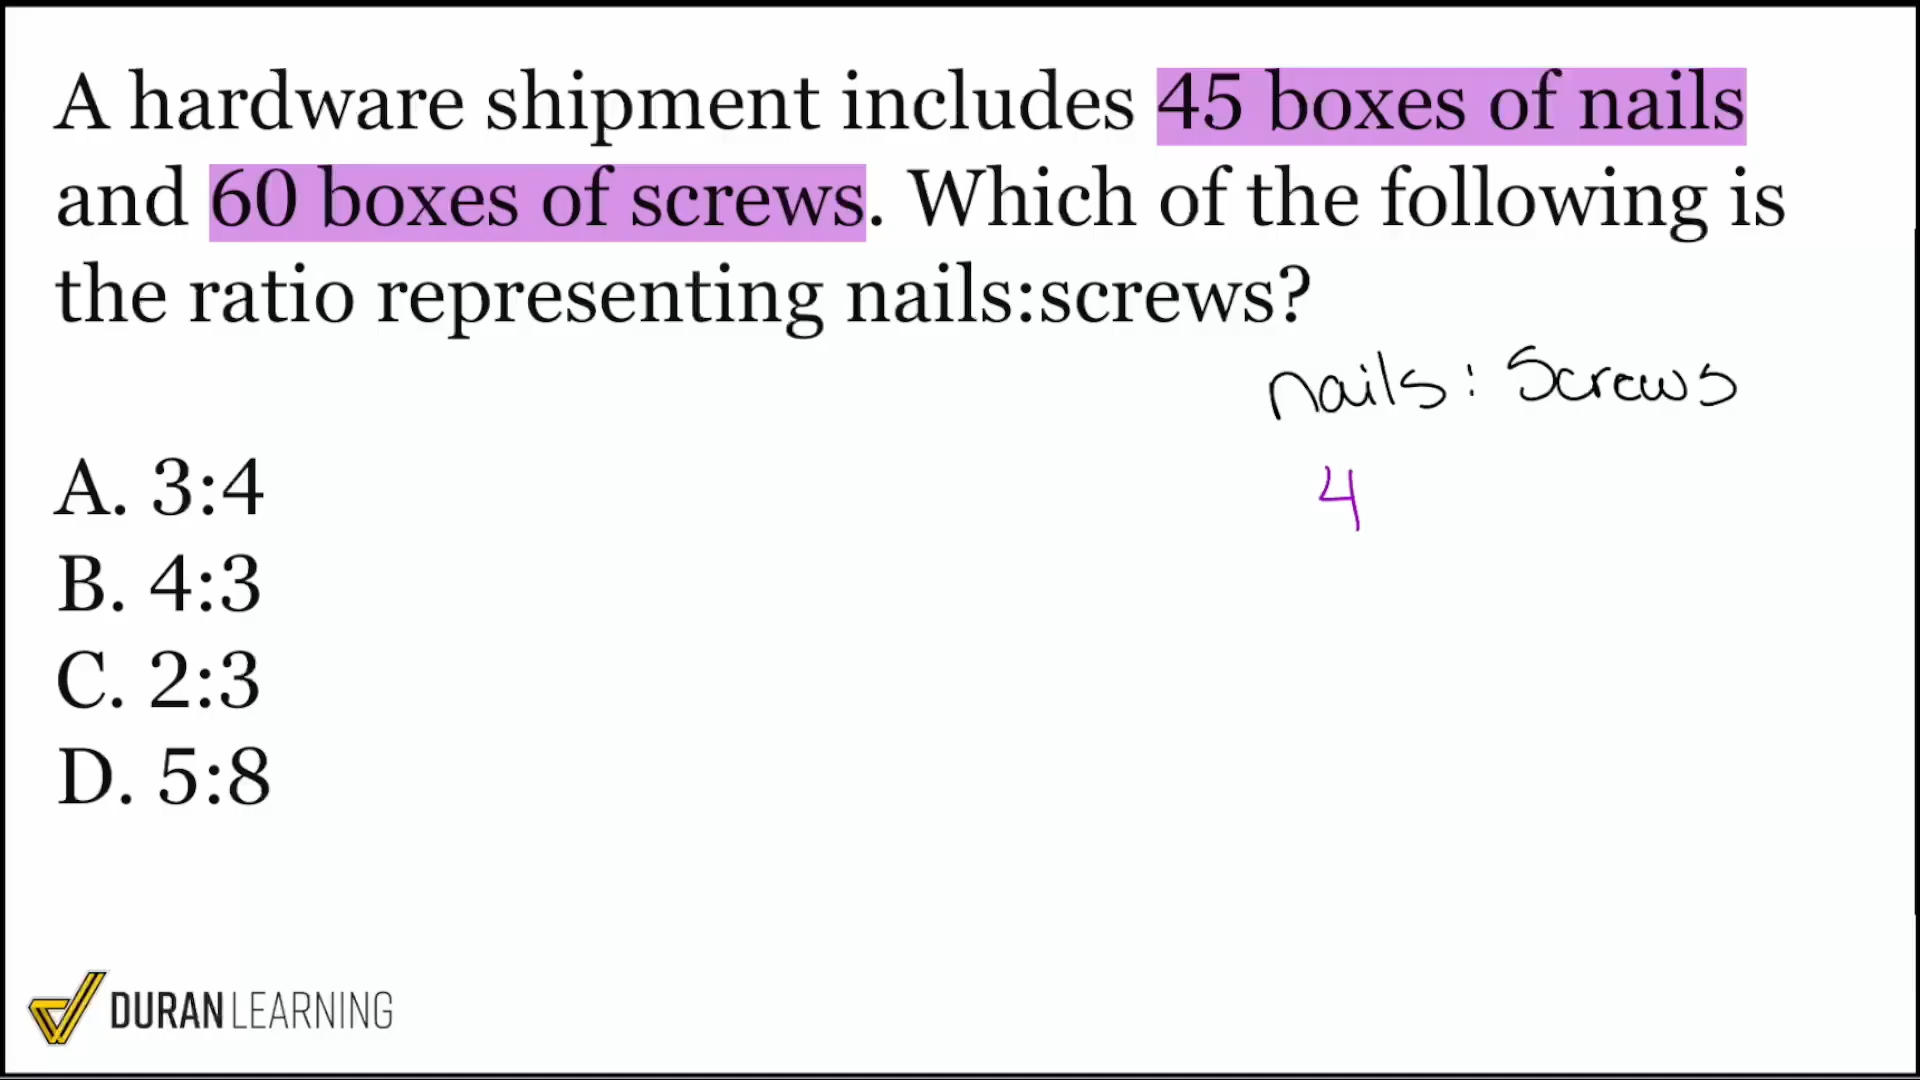 A hardware shipment includes 45 boxes of nails
and 60 boxes of screws. Which of the following is
the ratio representing nails:screws?
nails : Screws
4
A. 3:4
B. 4:3
C. 2:3
D. 5:8
DURAN LEARNING